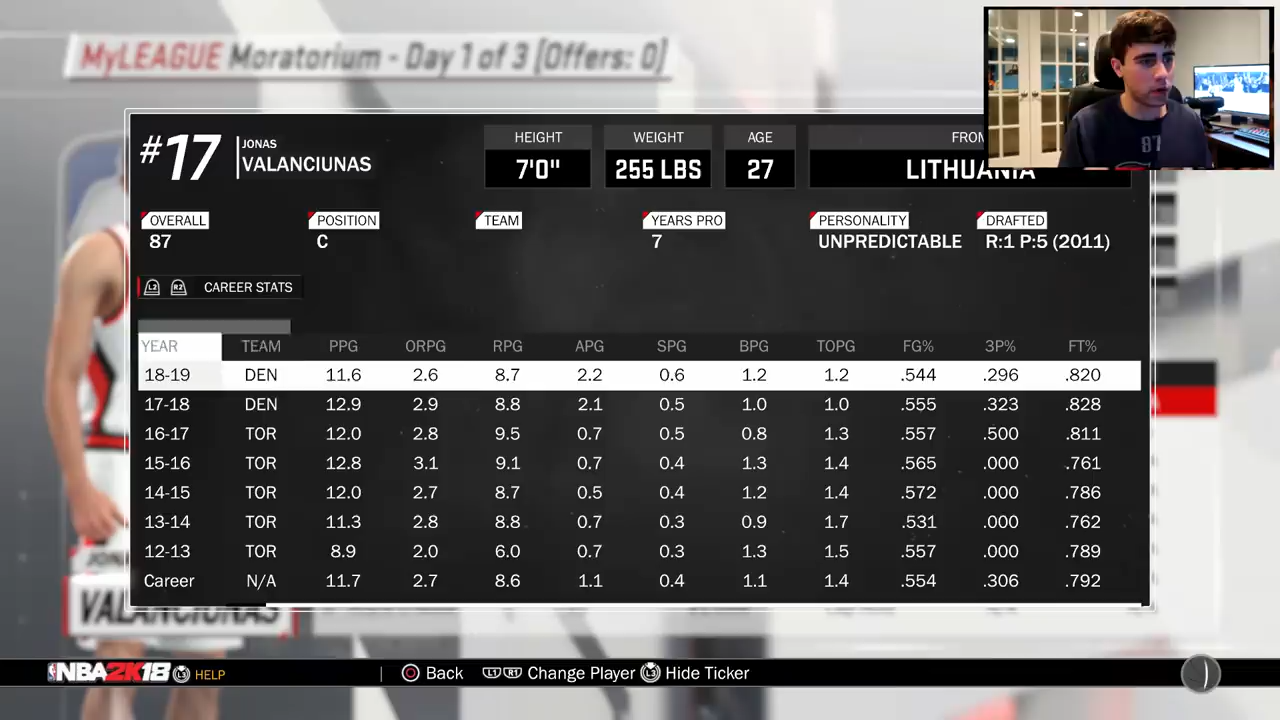 MyLEAGUE Moratorium - Day 1 of 3 [Offers: 0]
#17 JONAS VALANCIUNAS
HEIGHT WEIGHT AGE FROM
7'0" 255 LBS 27 LITHUANIA
OVERALL POSITION TEAM YEARS PRO PERSONALITY DRAFTED
87 C 7 UNPREDICTABLE R:1 P:5 (2011)
L2 R2 CAREER STATS
YEAR TEAM PPG ORPG RPG APG SPG BPG TOPG FG% 3P% FT%
18-19 DEN 11.6 2.6 8.7 2.2 0.6 1.2 1.2 .544 .296 .820
17-18 DEN 12.9 2.9 8.8 2.1 0.5 1.0 1.0 .555 .323 .828
16-17 TOR 12.0 2.8 9.5 0.7 0.5 0.8 1.3 .557 .500 .811
15-16 TOR 12.8 3.1 9.1 0.7 0.4 1.3 1.4 .565 .000 .761
14-15 TOR 12.0 2.7 8.7 0.5 0.4 1.2 1.4 .572 .000 .786
13-14 TOR 11.3 2.8 8.8 0.7 0.3 0.9 1.7 .531 .000 .762
12-13 TOR 8.9 2.0 6.0 0.7 0.3 1.3 1.5 .557 .000 .789
Career N/A 11.7 2.7 8.6 1.1 0.4 1.1 1.4 .554 .306 .792
VALANCIUNAS
NBA2K18 L3 HELP Back L1 R1 Change Player L3 Hide Ticker